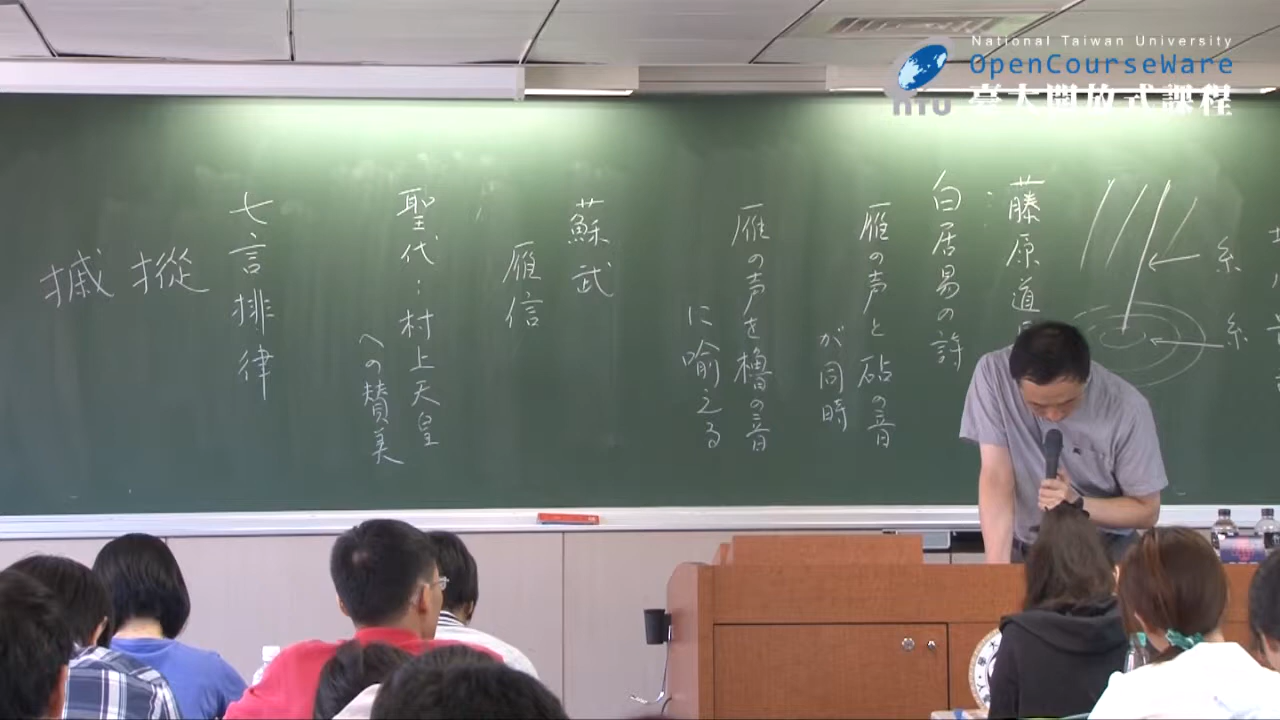 National Taiwan University
OpenCourseWare
臺大開放式課程
NTU
糸
糸
藤原道
白居易の詩
雁の声と砧の音
が同時
雁の声を櫓の音
に喩える
蘇武
雁信
聖代：村上天皇
への賛美
七言排律
摐
摵